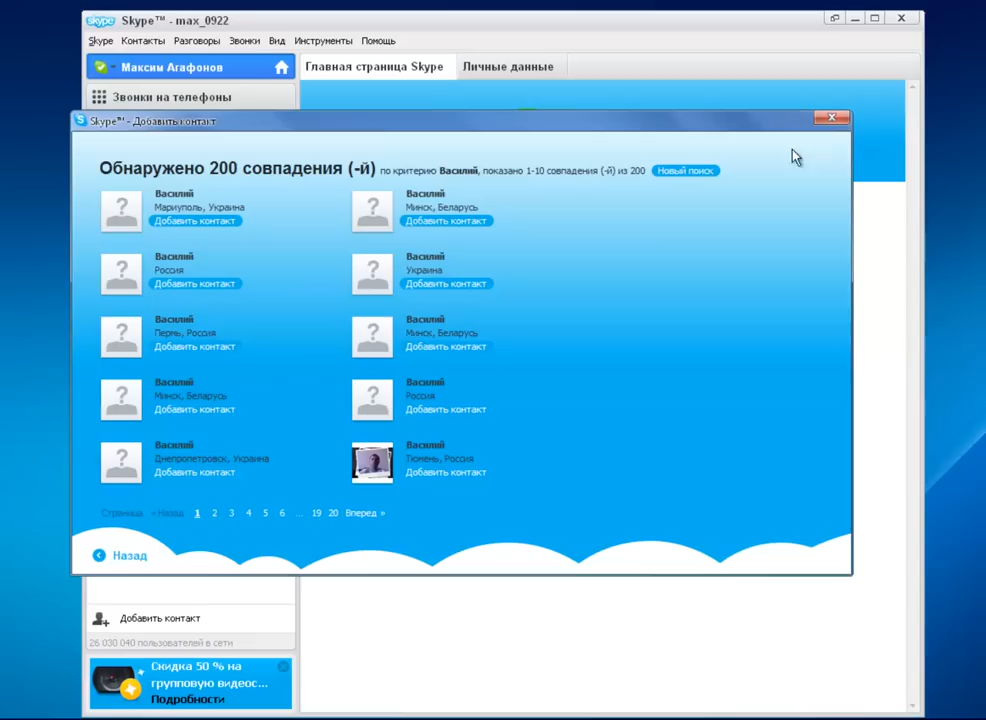 skype Skype™ - max_0922
Skype Контакты Разговоры Звонки Вид Инструменты Помощь
Максим Агафонов
Главная страница Skype
Личные данные
Звонки на телефоны
Skype™ - Добавить контакт
Обнаружено 200 совпадения (-й) по критерию Василий, показано 1-10 совпадения (-й) из 200 Новый поиск
Василий
Мариуполь, Украина
Добавить контакт
Василий
Минск, Беларусь
Добавить контакт
Василий
Россия
Добавить контакт
Василий
Украина
Добавить контакт
Василий
Пермь, Россия
Добавить контакт
Василий
Минск, Беларусь
Добавить контакт
Василий
Минск, Беларусь
Добавить контакт
Василий
Россия
Добавить контакт
Василий
Днепропетровск, Украина
Добавить контакт
Василий
Тюмень, Россия
Добавить контакт
Страница « Назад 1 2 3 4 5 6 ... 19 20 Вперед »
Назад
Добавить контакт
26 030 040 пользователей в сети
Скидка 50 % на
групповую видеос...
Подробности